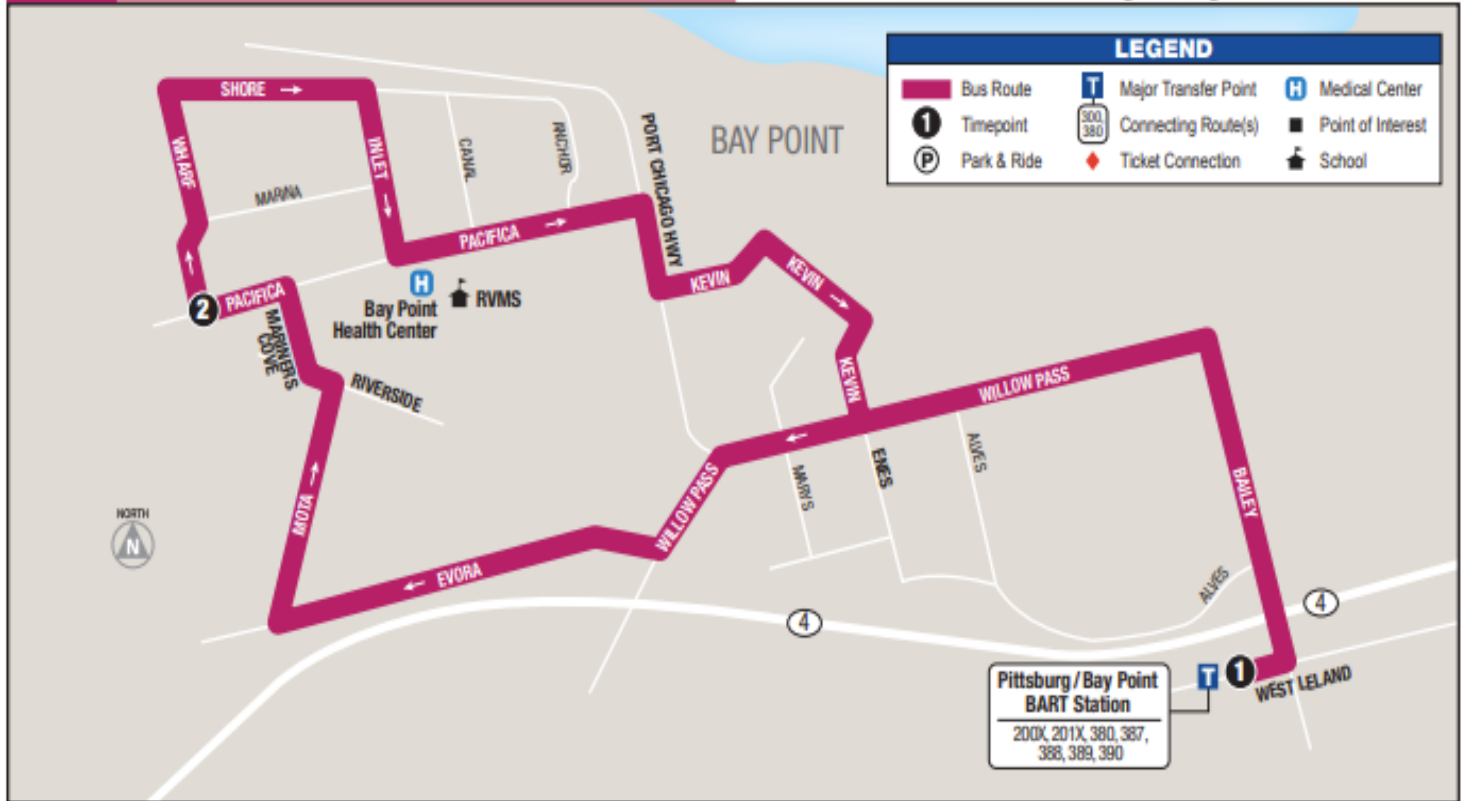 LEGEND
Bus Route
T
Major Transfer Point
H
Medical Center
1
Timepoint
300,
380
Connecting Route(s)
Point of Interest
P
Park & Ride
Ticket Connection
School
SHORE
WHARF
INLET
CANAL
ANCHOR
PORT CHICAGO HWY
BAY POINT
MARINA
PACIFICA
PACIFICA
2
MARINERS
COVE
H
Bay Point
Health Center
RVMS
RIVERSIDE
KEVIN
KEVIN
KEVIN
WILLOW PASS
WILLOW PASS
MARYS
ENES
ALVES
ALVES
BAILEY
MOTA
EVORA
NORTH
N
4
4
Pittsburg/Bay Point
BART Station
200X, 201X, 380, 387,
388, 389, 390
T
1
WEST LELAND